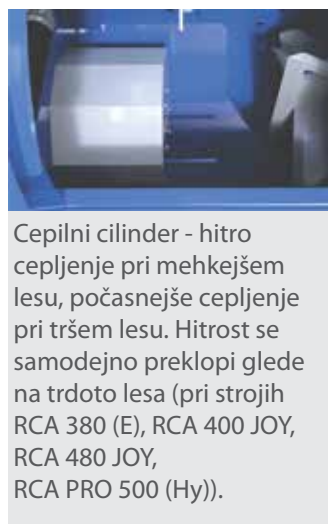 Cepilni cilinder - hitro
cepljenje pri mehkejšem
lesu, počasnejše cepljenje
pri tršem lesu. Hitrost se
samodejno preklopi glede
na trdoto lesa (pri strojih
RCA 380 (E), RCA 400 JOY,
RCA 480 JOY,
RCA PRO 500 (Hy)).